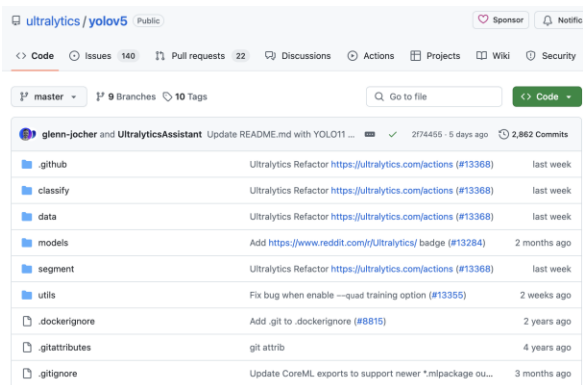 ultralytics / yolov5 Public Sponsor Notific
Code Issues 140 Pull requests 22 Discussions Actions Projects Wiki Security
master 9 Branches 10 Tags Go to file Code
glenn-jocher and UltralyticsAssistant Update README.md with YOLO11 ... 2f74455 · 5 days ago 2,862 Commits
.github Ultralytics Refactor https://ultralytics.com/actions (#13368) last week
classify Ultralytics Refactor https://ultralytics.com/actions (#13368) last week
data Ultralytics Refactor https://ultralytics.com/actions (#13368) last week
models Add https://www.reddit.com/r/Ultralytics/ badge (#13284) 2 months ago
segment Ultralytics Refactor https://ultralytics.com/actions (#13368) last week
utils Fix bug when enable --quad training option (#13355) 2 weeks ago
.dockerignore Add .git to .dockerignore (#8815) 2 years ago
.gitattributes git attrib 4 years ago
.gitignore Update CoreML exports to support newer *.mlpackage ou... 3 months ago